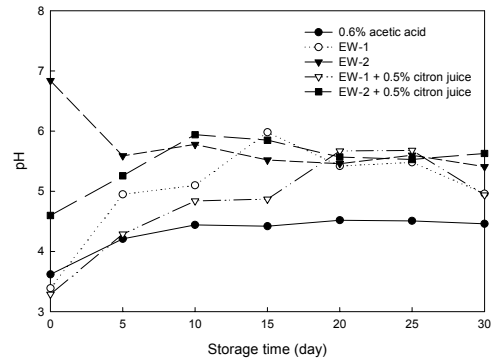 0.6% acetic acid
EW-1
EW-2
EW-1 + 0.5% citron juice
EW-2 + 0.5% citron juice
8
7
6
5
4
3
pH
0 5 10 15 20 25 30
Storage time (day)